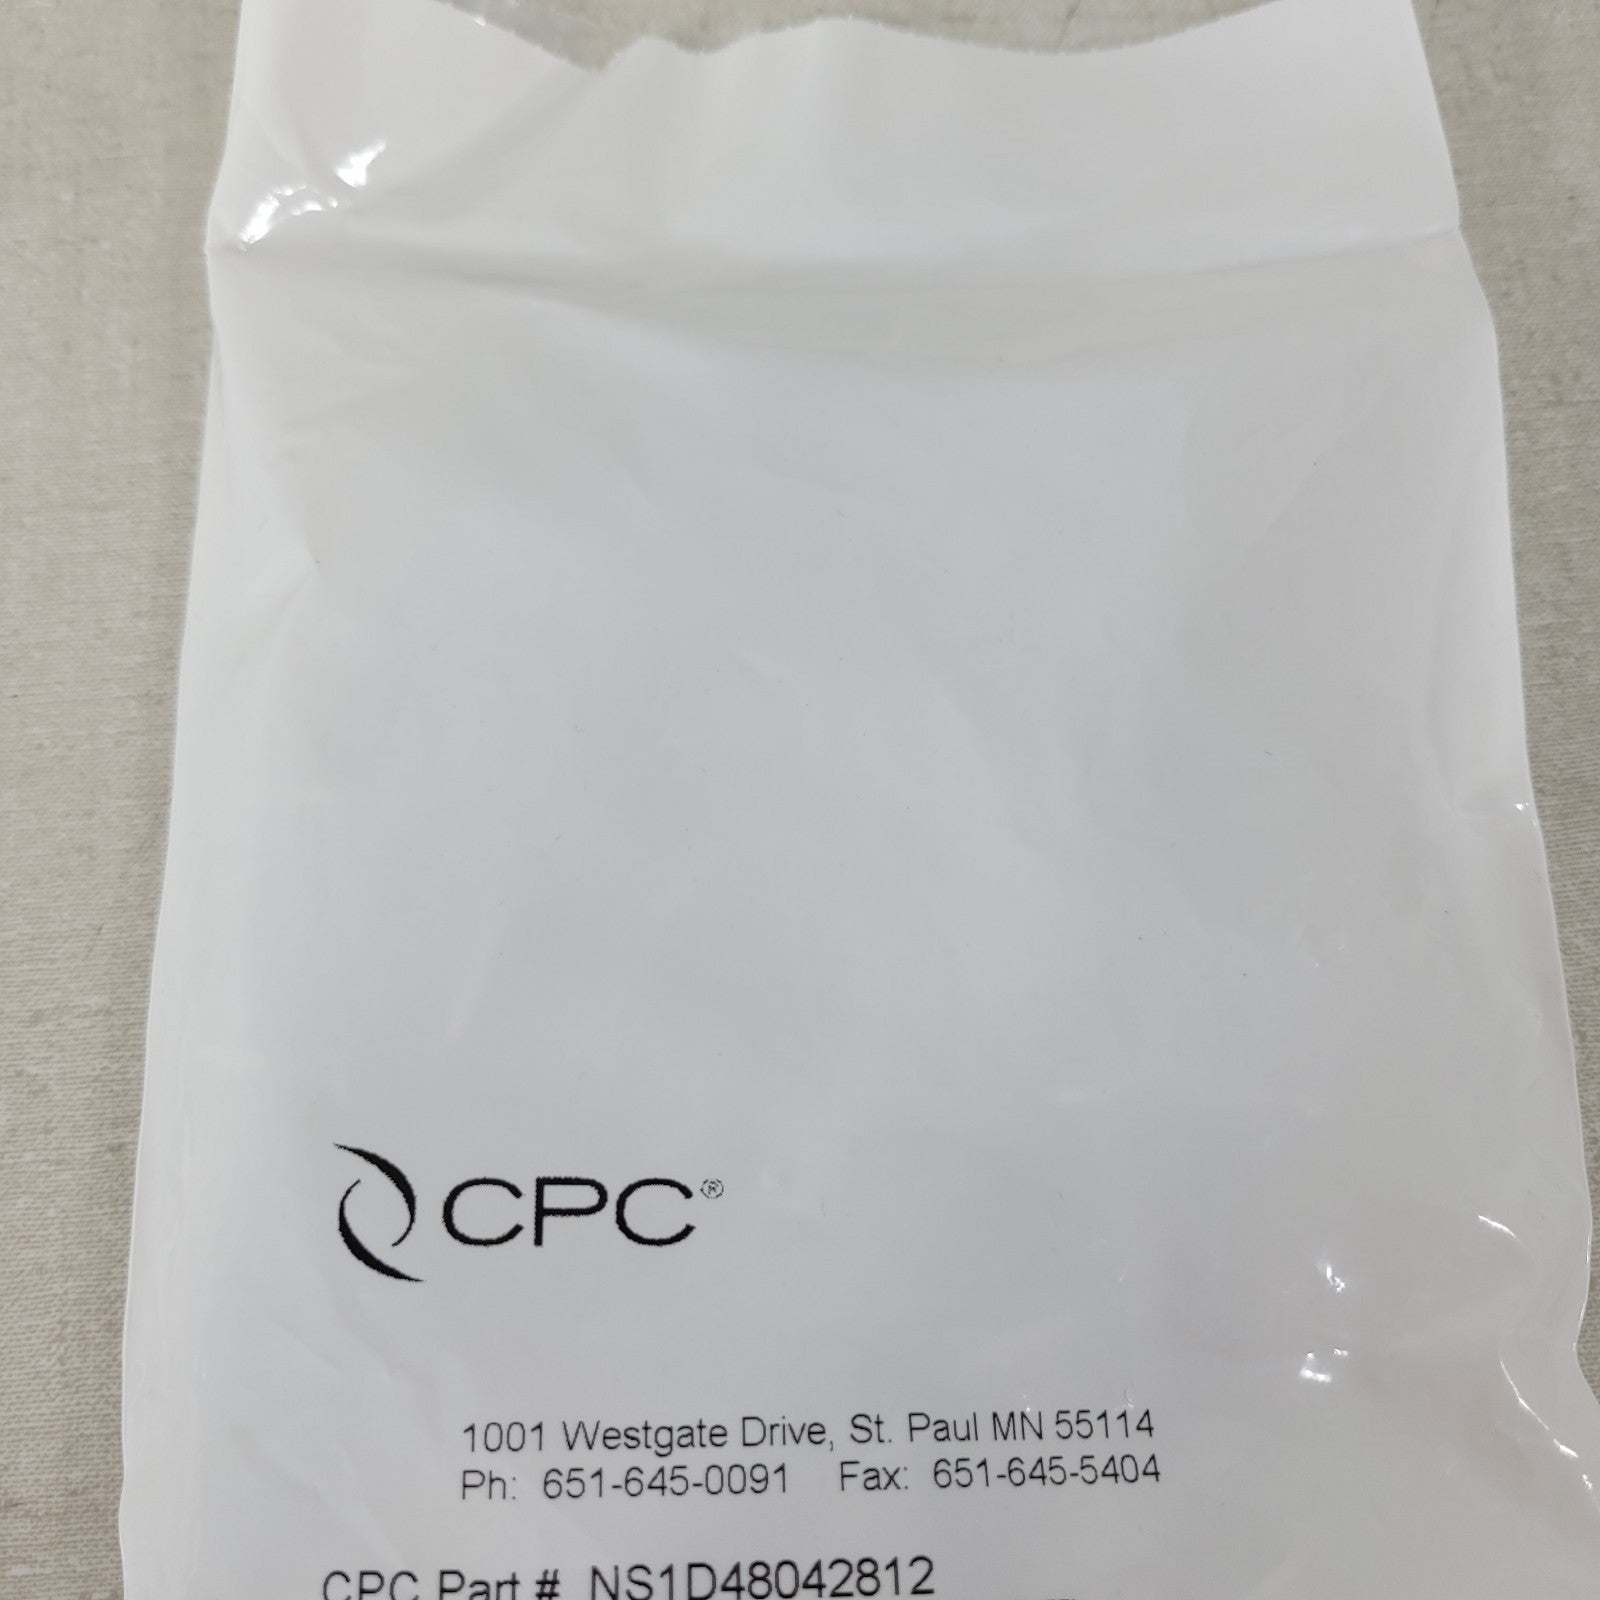 CPC®
1001 Westgate Drive, St. Paul MN 55114
Ph: 651-645-0091 Fax: 651-645-5404
CPC Part # NS1D48042812